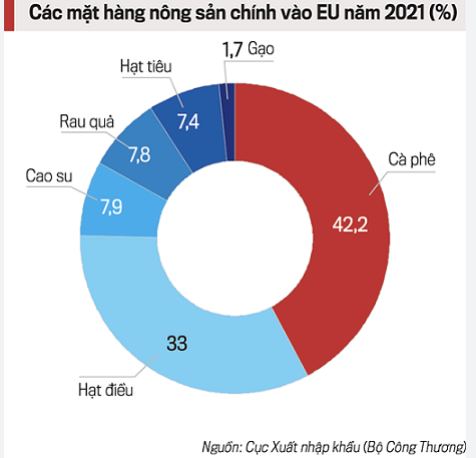 Các mặt hàng nông sản chính vào EU năm 2021 (%)
1,7 Gạo
Hạt tiêu
7,4
Rau quả
7,8
Cà phê
Cao su
7,9
42,2
33
Hạt điều
Nguồn: Cục Xuất nhập khẩu (Bộ Công Thương)